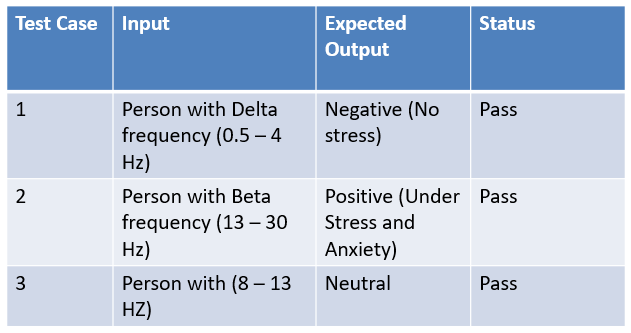 Test Case Input Expected Output Status
1 Person with Delta frequency (0.5 – 4 Hz) Negative (No stress) Pass
2 Person with Beta frequency (13 – 30 Hz) Positive (Under Stress and Anxiety) Pass
3 Person with (8 – 13 HZ) Neutral Pass